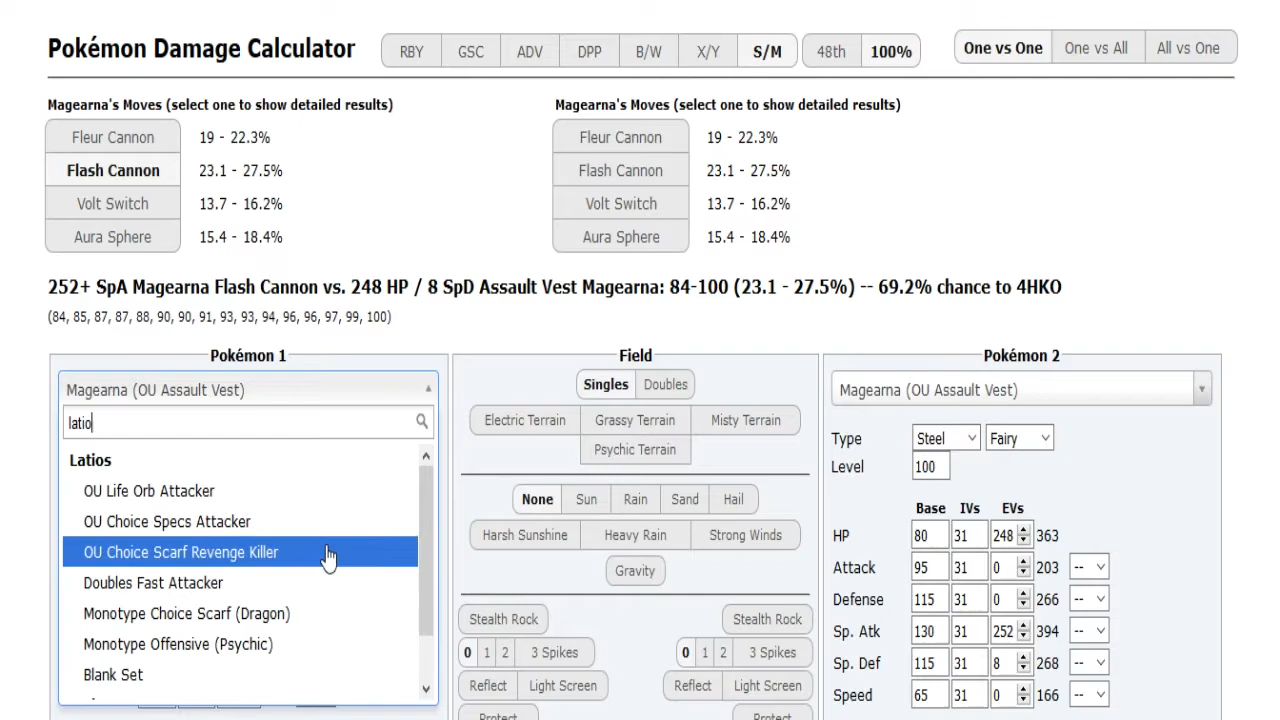 Pokémon Damage Calculator RBY GSC ADV DPP B/W X/Y S/M 48th 100% One vs One One vs All All vs One
Magearna's Moves (select one to show detailed results) Magearna's Moves (select one to show detailed results)
Fleur Cannon 19 - 22.3% Fleur Cannon 19 - 22.3%
Flash Cannon 23.1 - 27.5% Flash Cannon 23.1 - 27.5%
Volt Switch 13.7 - 16.2% Volt Switch 13.7 - 16.2%
Aura Sphere 15.4 - 18.4% Aura Sphere 15.4 - 18.4%
252+ SpA Magearna Flash Cannon vs. 248 HP / 8 SpD Assault Vest Magearna: 84-100 (23.1 - 27.5%) -- 69.2% chance to 4HKO
(84, 85, 87, 87, 88, 90, 90, 91, 93, 93, 94, 96, 96, 97, 99, 100)
Pokémon 1
Magearna (OU Assault Vest)
latio
Latios
OU Life Orb Attacker
OU Choice Specs Attacker
OU Choice Scarf Revenge Killer
Doubles Fast Attacker
Monotype Choice Scarf (Dragon)
Monotype Offensive (Psychic)
Blank Set
Field
Singles Doubles
Electric Terrain Grassy Terrain Misty Terrain
Psychic Terrain
None Sun Rain Sand Hail
Harsh Sunshine Heavy Rain Strong Winds
Gravity
Stealth Rock Stealth Rock
0 1 2 3 Spikes 0 1 2 3 Spikes
Reflect Light Screen Reflect Light Screen
Protect Protect
Pokémon 2
Magearna (OU Assault Vest)
Type Steel Fairy
Level 100
Base IVs EVs
HP 80 31 248 363
Attack 95 31 0 203 --
Defense 115 31 0 266 --
Sp. Atk 130 31 252 394 --
Sp. Def 115 31 8 268 --
Speed 65 31 0 166 --